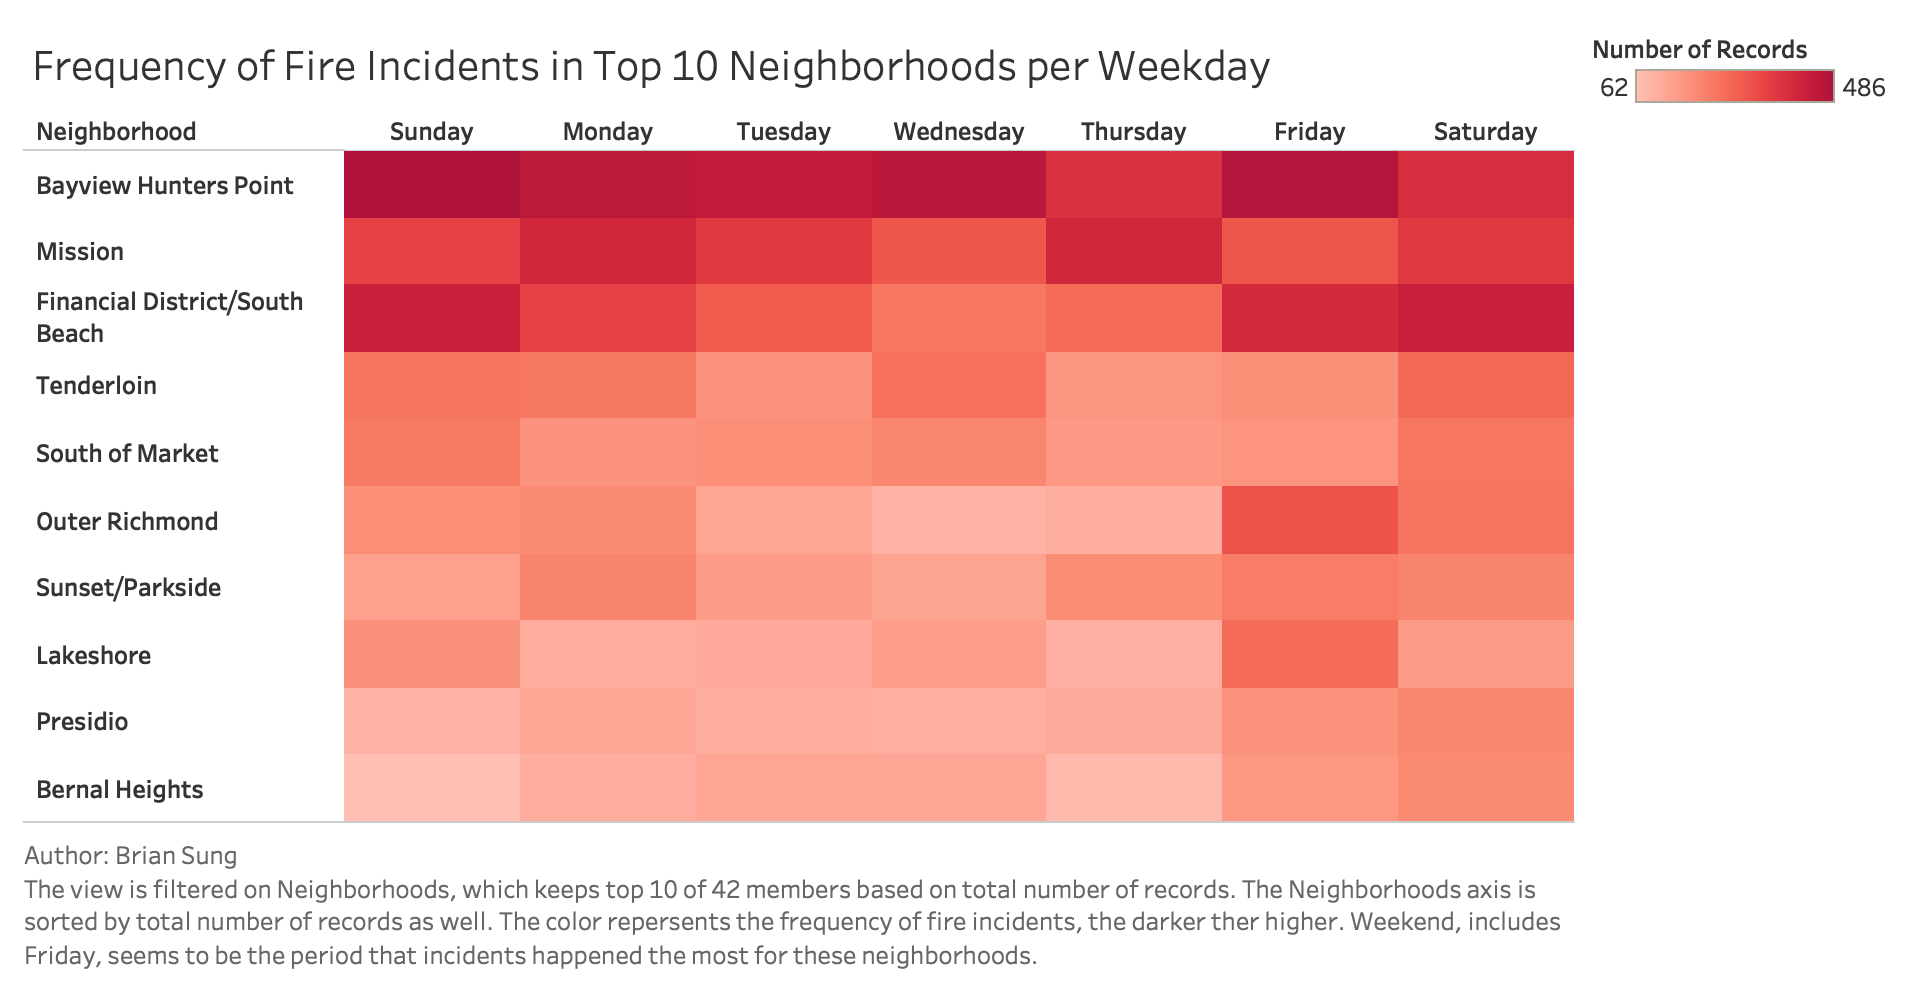 Frequency of Fire Incidents in Top 10 Neighborhoods per Weekday
Number of Records
62 486
Neighborhood Sunday Monday Tuesday Wednesday Thursday Friday Saturday
Bayview Hunters Point
Mission
Financial District/South
Beach
Tenderloin
South of Market
Outer Richmond
Sunset/Parkside
Lakeshore
Presidio
Bernal Heights
Author: Brian Sung
The view is filtered on Neighborhoods, which keeps top 10 of 42 members based on total number of records. The Neighborhoods axis is
sorted by total number of records as well. The color repersents the frequency of fire incidents, the darker ther higher. Weekend, includes
Friday, seems to be the period that incidents happened the most for these neighborhoods.